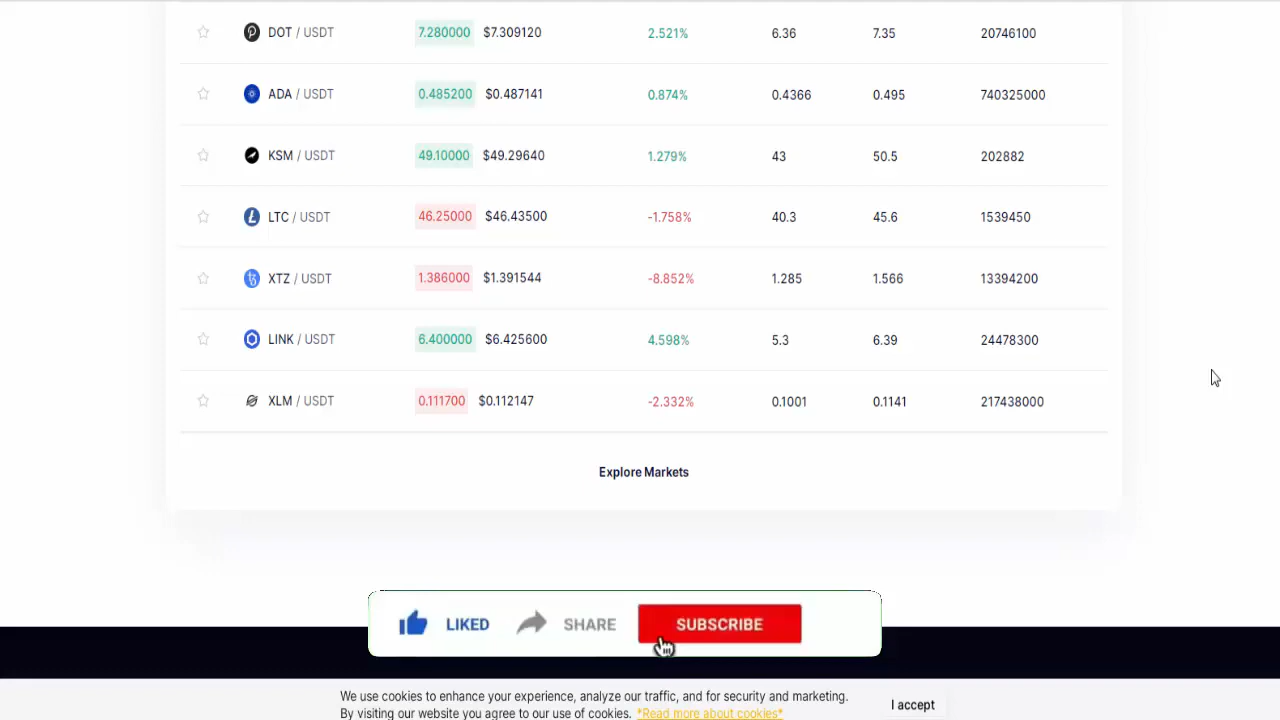 DOT / USDT 7.280000 $7.309120 2.521% 6.36 7.35 20746100
ADA / USDT 0.485200 $0.487141 0.874% 0.4366 0.495 740325000
KSM / USDT 49.10000 $49.29640 1.279% 43 50.5 202882
LTC / USDT 46.25000 $46.43500 -1.758% 40.3 45.6 1539450
XTZ / USDT 1.386000 $1.391544 -8.852% 1.285 1.566 13394200
LINK / USDT 6.400000 $6.425600 4.598% 5.3 6.39 24478300
XLM / USDT 0.111700 $0.112147 -2.332% 0.1001 0.1141 217438000
Explore Markets
LIKED SHARE SUBSCRIBE
We use cookies to enhance your experience, analyze our traffic, and for security and marketing.
By visiting our website you agree to our use of cookies. *Read more about cookies*
I accept